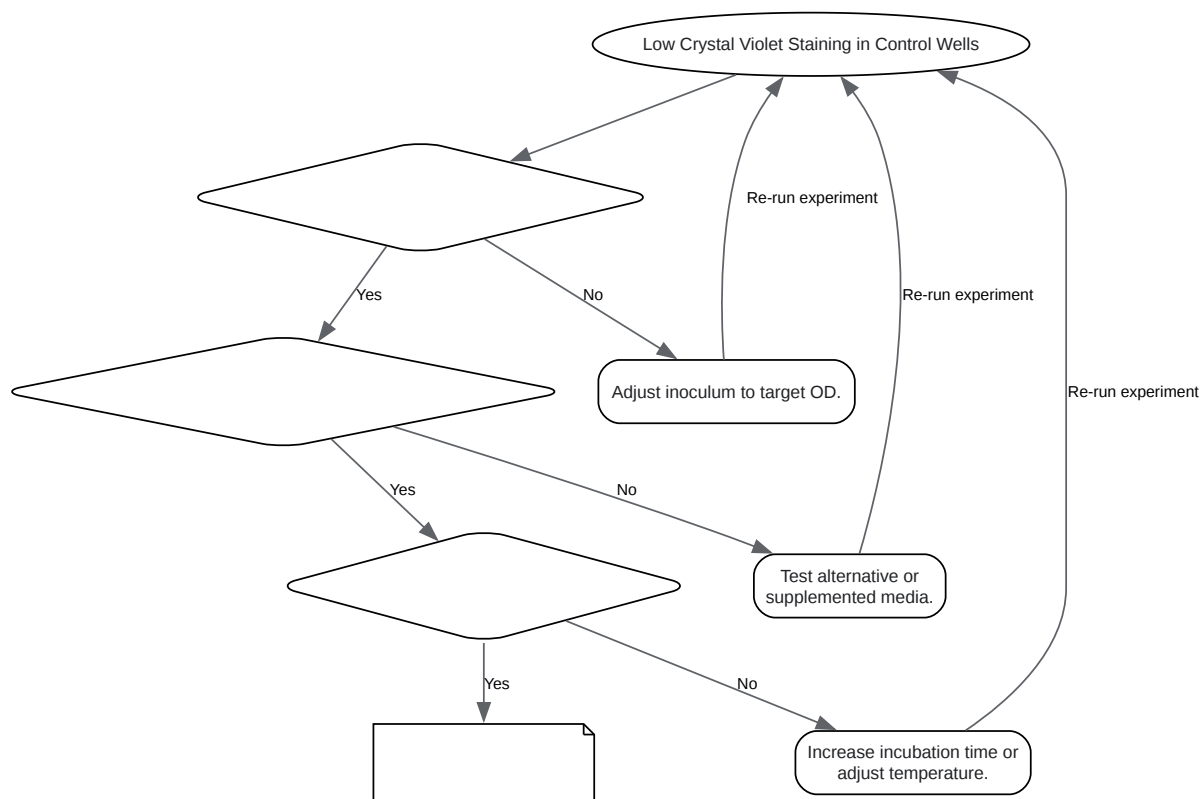 Low Crystal Violet Staining in Control Wells
Re-run experiment
Yes
No
Re-run experiment
Adjust inoculum to target OD.
Re-run experiment
Yes
No
Test alternative or
supplemented media.
Yes
No
Increase incubation time or
adjust temperature.